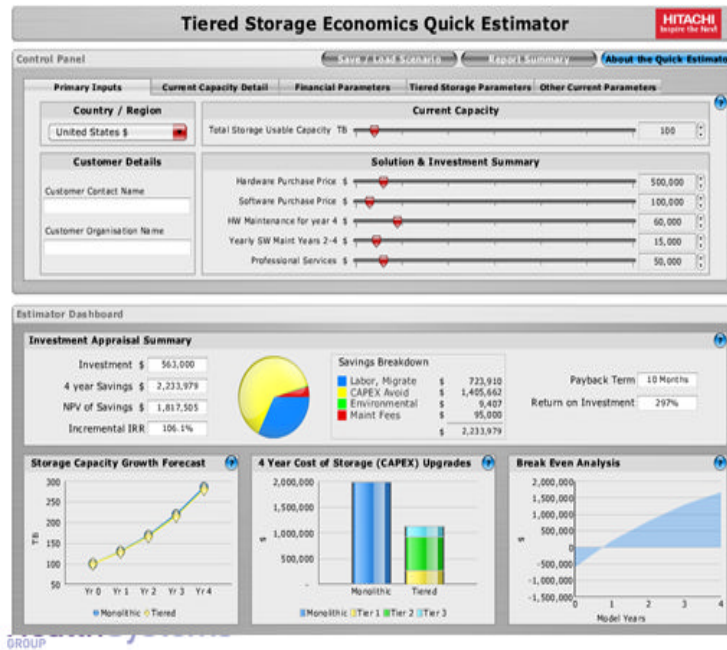 Tiered Storage Economics Quick Estimator
HITACHI
Inspire the Next
Control Panel
Save / Load Scenario
Report Summary
About the Quick Estimato
Primary Inputs
Current Capacity Detail
Financial Parameters
Tiered Storage Parameters
Other Current Parameters
Country / Region
United States $
Current Capacity
Total Storage Usable Capacity TB 100
Customer Details
Customer Contact Name
Customer Organisation Name
Solution & Investment Summary
Hardware Purchase Price $ 500,000
Software Purchase Price $ 100,000
HW Maintenance for year 4 $ 60,000
Yearly SW Maint Years 2-4 $ 15,000
Professional Services $ 50,000
Estimator Dashboard
Investment Appraisal Summary
Investment $ 563,000
4 year Savings $ 2,233,979
NPV of Savings $ 1,817,505
Incremental IRR 106.1%
Savings Breakdown
Labor, Migrate $ 723,910
CAPEX Avoid $ 1,405,662
Environmental $ 9,407
Maint Fees $ 95,000
$ 2,233,979
Payback Term 10 Months
Return on Investment 297%
Storage Capacity Growth Forecast
300
250
200
150
100
50
TB
Yr 0 Yr 1 Yr 2 Yr 3 Yr 4
Monolithic Tiered
4 Year Cost of Storage (CAPEX) Upgrades
2,000,000
1,500,000
1,000,000
500,000
-
$
Monolithic Tiered
Monolithic Tier 1 Tier 2 Tier 3
Break Even Analysis
2,000,000
1,500,000
1,000,000
500,000
0
-500,000
-1,000,000
-1,500,000
$
0 1 2 3 4
Model Years
GROUP